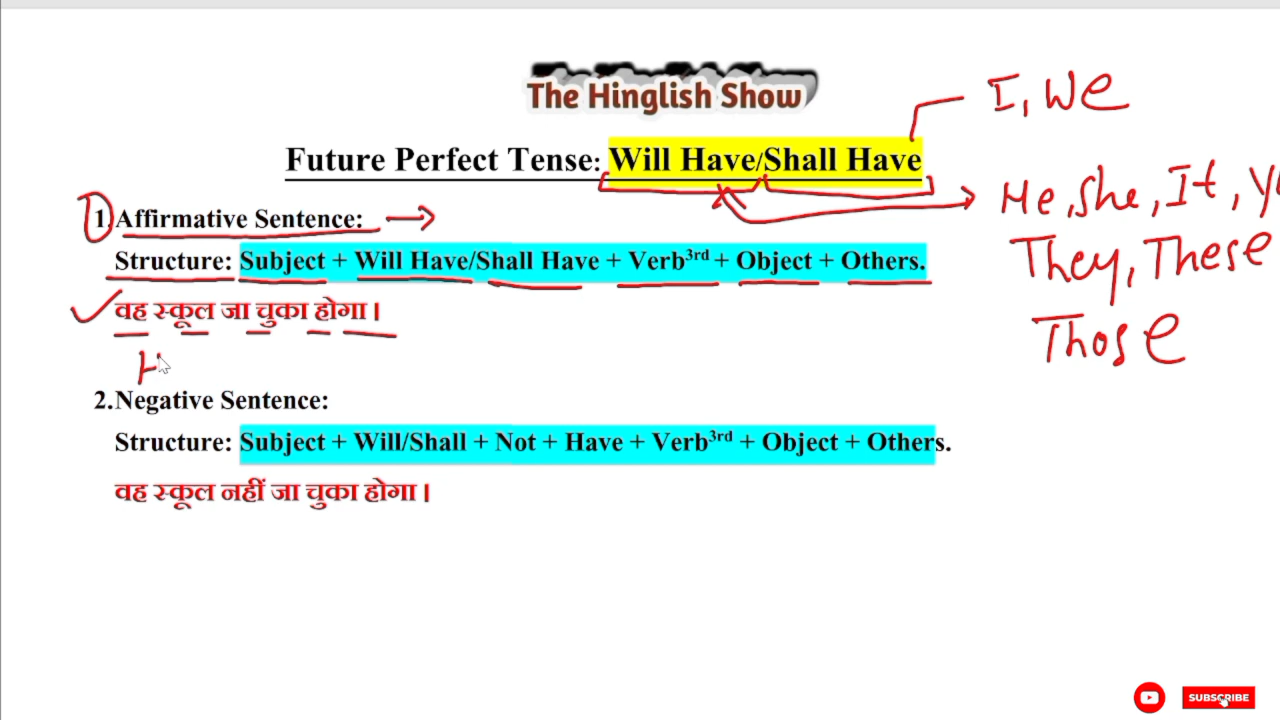 The Hinglish Show
I, We
Future Perfect Tense: Will Have/Shall Have
He, She, It,
They, These
Those
1. Affirmative Sentence:
Structure: Subject + Will Have/Shall Have + Verb3rd + Object + Others.
वह स्कूल जा चुका होगा।
2.Negative Sentence:
Structure: Subject + Will/Shall + Not + Have + Verb3rd + Object + Others.
वह स्कूल नहीं जा चुका होगा।
SUBSCRIBE